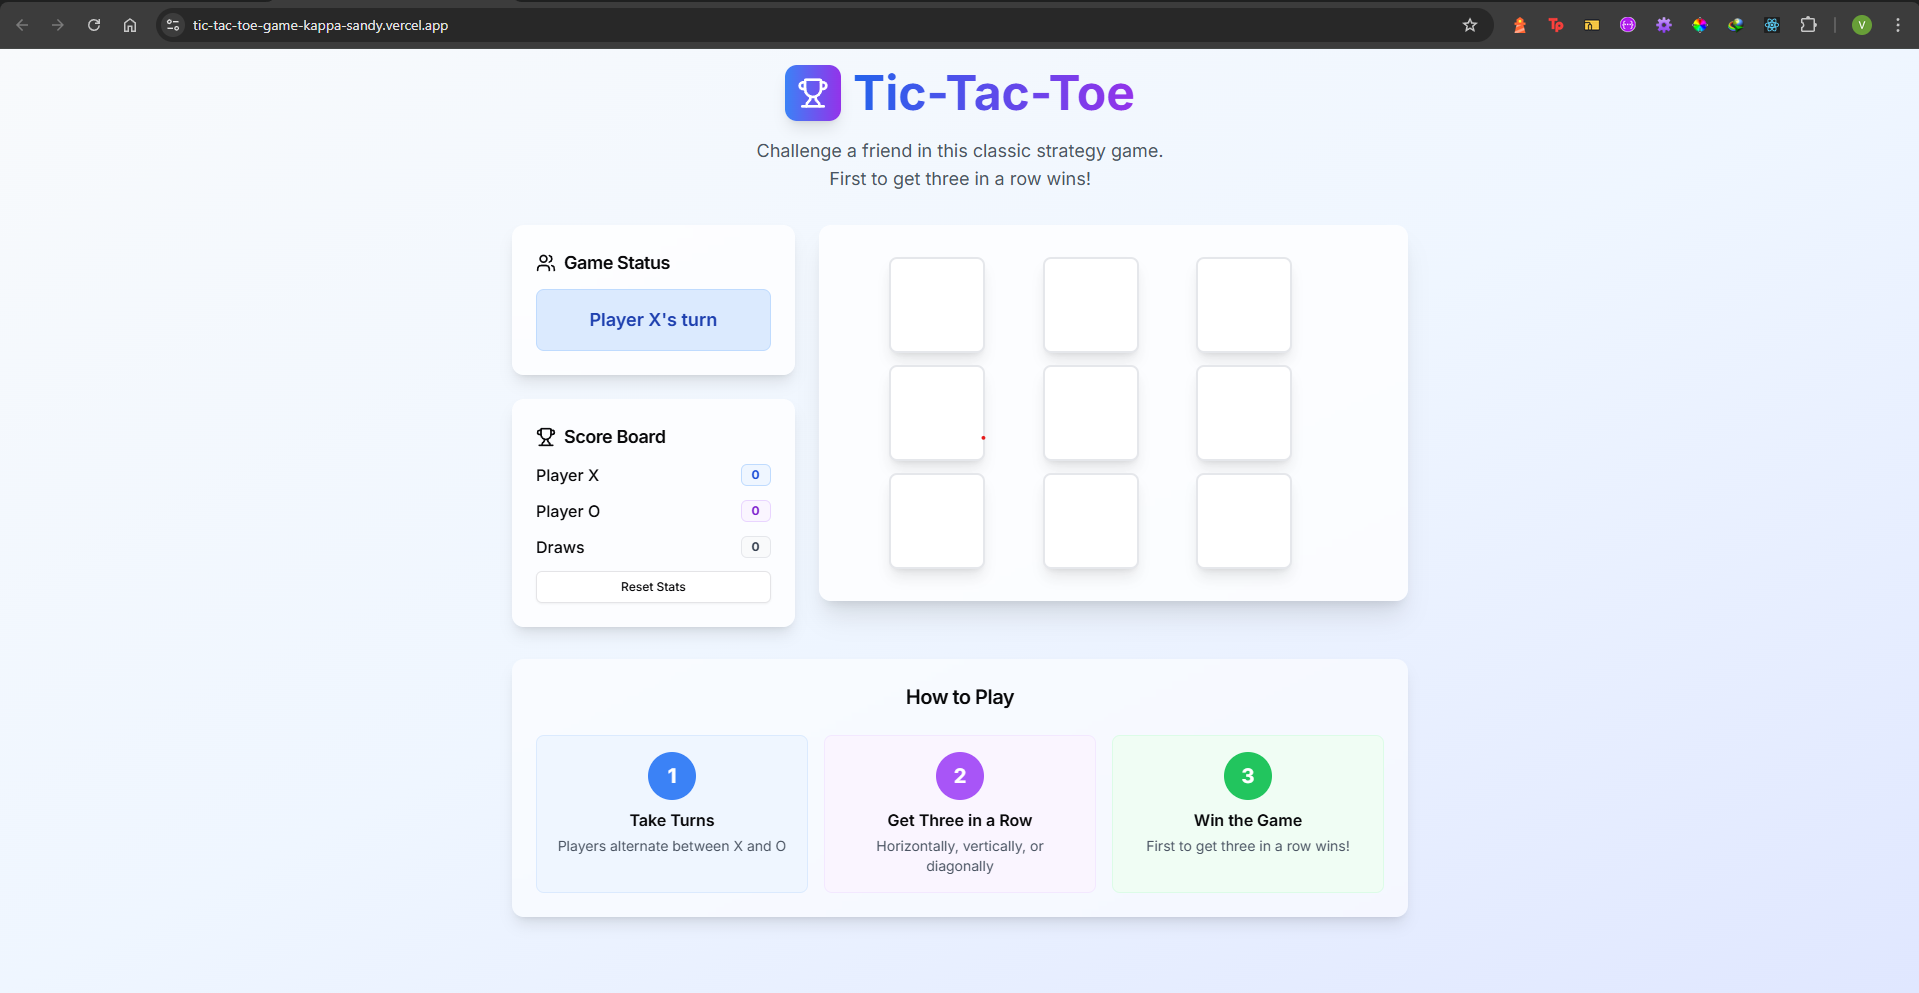 tic-tac-toe-game-kappa-sandy.vercel.app
Tp
V
Tic-Tac-Toe
Challenge a friend in this classic strategy game.
First to get three in a row wins!
Game Status
Player X's turn
Score Board
Player X 0
Player O 0
Draws 0
Reset Stats
How to Play
1
Take Turns
Players alternate between X and O
2
Get Three in a Row
Horizontally, vertically, or
diagonally
3
Win the Game
First to get three in a row wins!